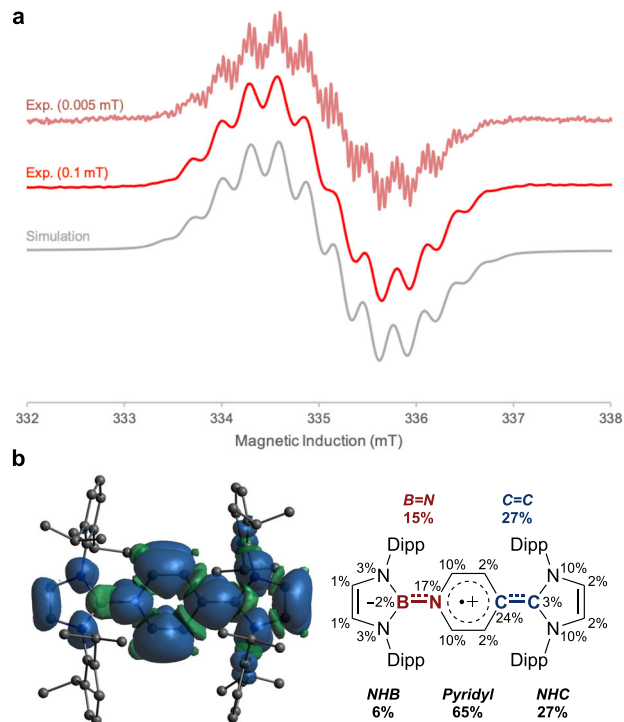 a
Exp. (0.005 mT)
Exp. (0.1 mT)
Simulation
332 333 334 335 336 337 338
Magnetic Induction (mT)
b
B=N C=C
15% 27%
Dipp Dipp
3% 10% 2% 10%
1% N 17% N 2%
−2% B N •+ C C 3%
1% N 24% N 2%
3% 10% 2% 10%
Dipp Dipp
NHB Pyridyl NHC
6% 65% 27%